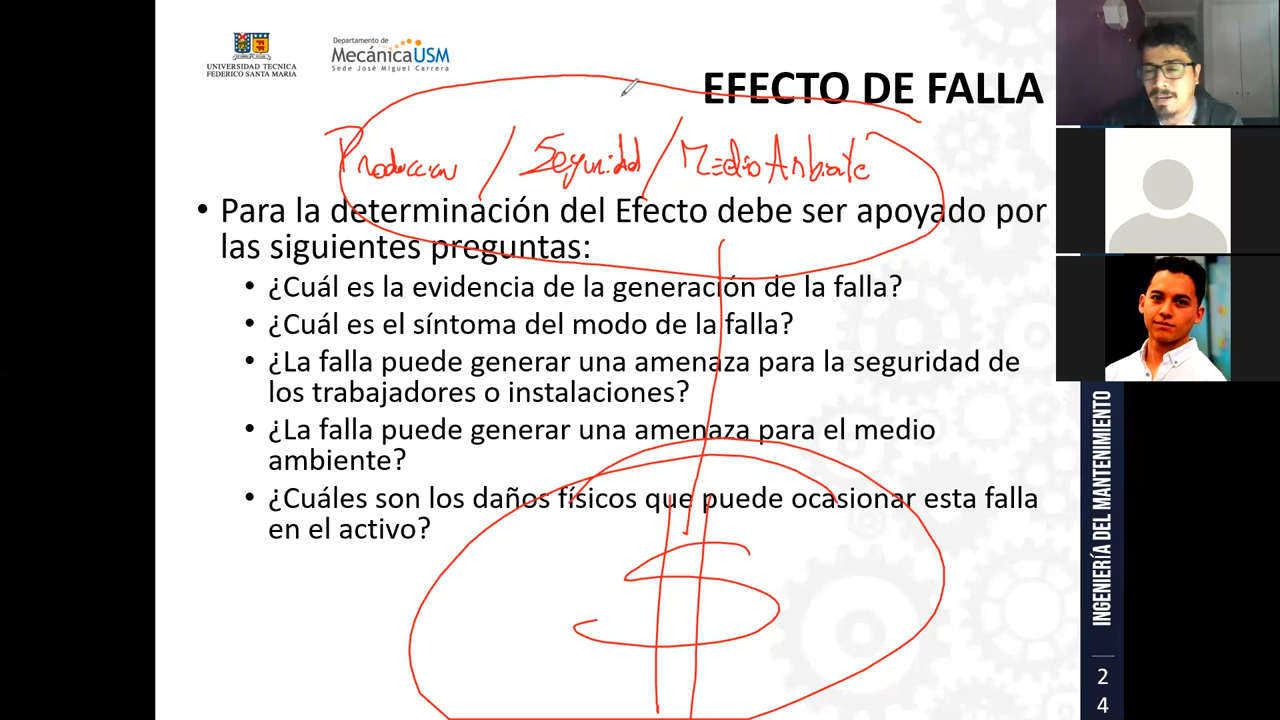 UNIVERSIDAD TECNICA
FEDERICO SANTA MARIA
Departamento de
MecánicaUSM
Sede José Miguel Carrera
EFECTO DE FALLA
Produccion / Seguridad / Medio Ambiente
• Para la determinación del Efecto debe ser apoyado por
las siguientes preguntas:
• ¿Cuál es la evidencia de la generación de la falla?
• ¿Cuál es el síntoma del modo de la falla?
• ¿La falla puede generar una amenaza para la seguridad de
los trabajadores o instalaciones?
• ¿La falla puede generar una amenaza para el medio
ambiente?
• ¿Cuáles son los daños físicos que puede ocasionar esta falla
en el activo?
$
INGENIERÍA DEL MANTENIMIENTO
2
4